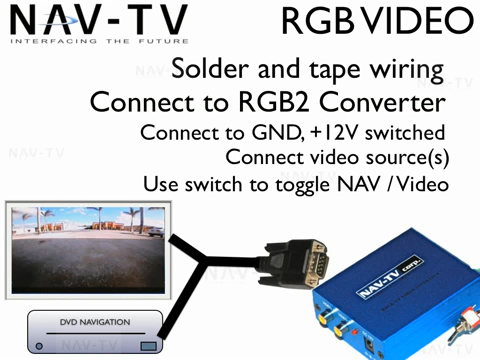 NAV-TV
INTERFACING THE FUTURE
RGB VIDEO
Solder and tape wiring
Connect to RGB2 Converter
Connect to GND, +12V switched
Connect video source(s)
Use switch to toggle NAV / Video
NAV-TV corp.
DVD NAVIGATION